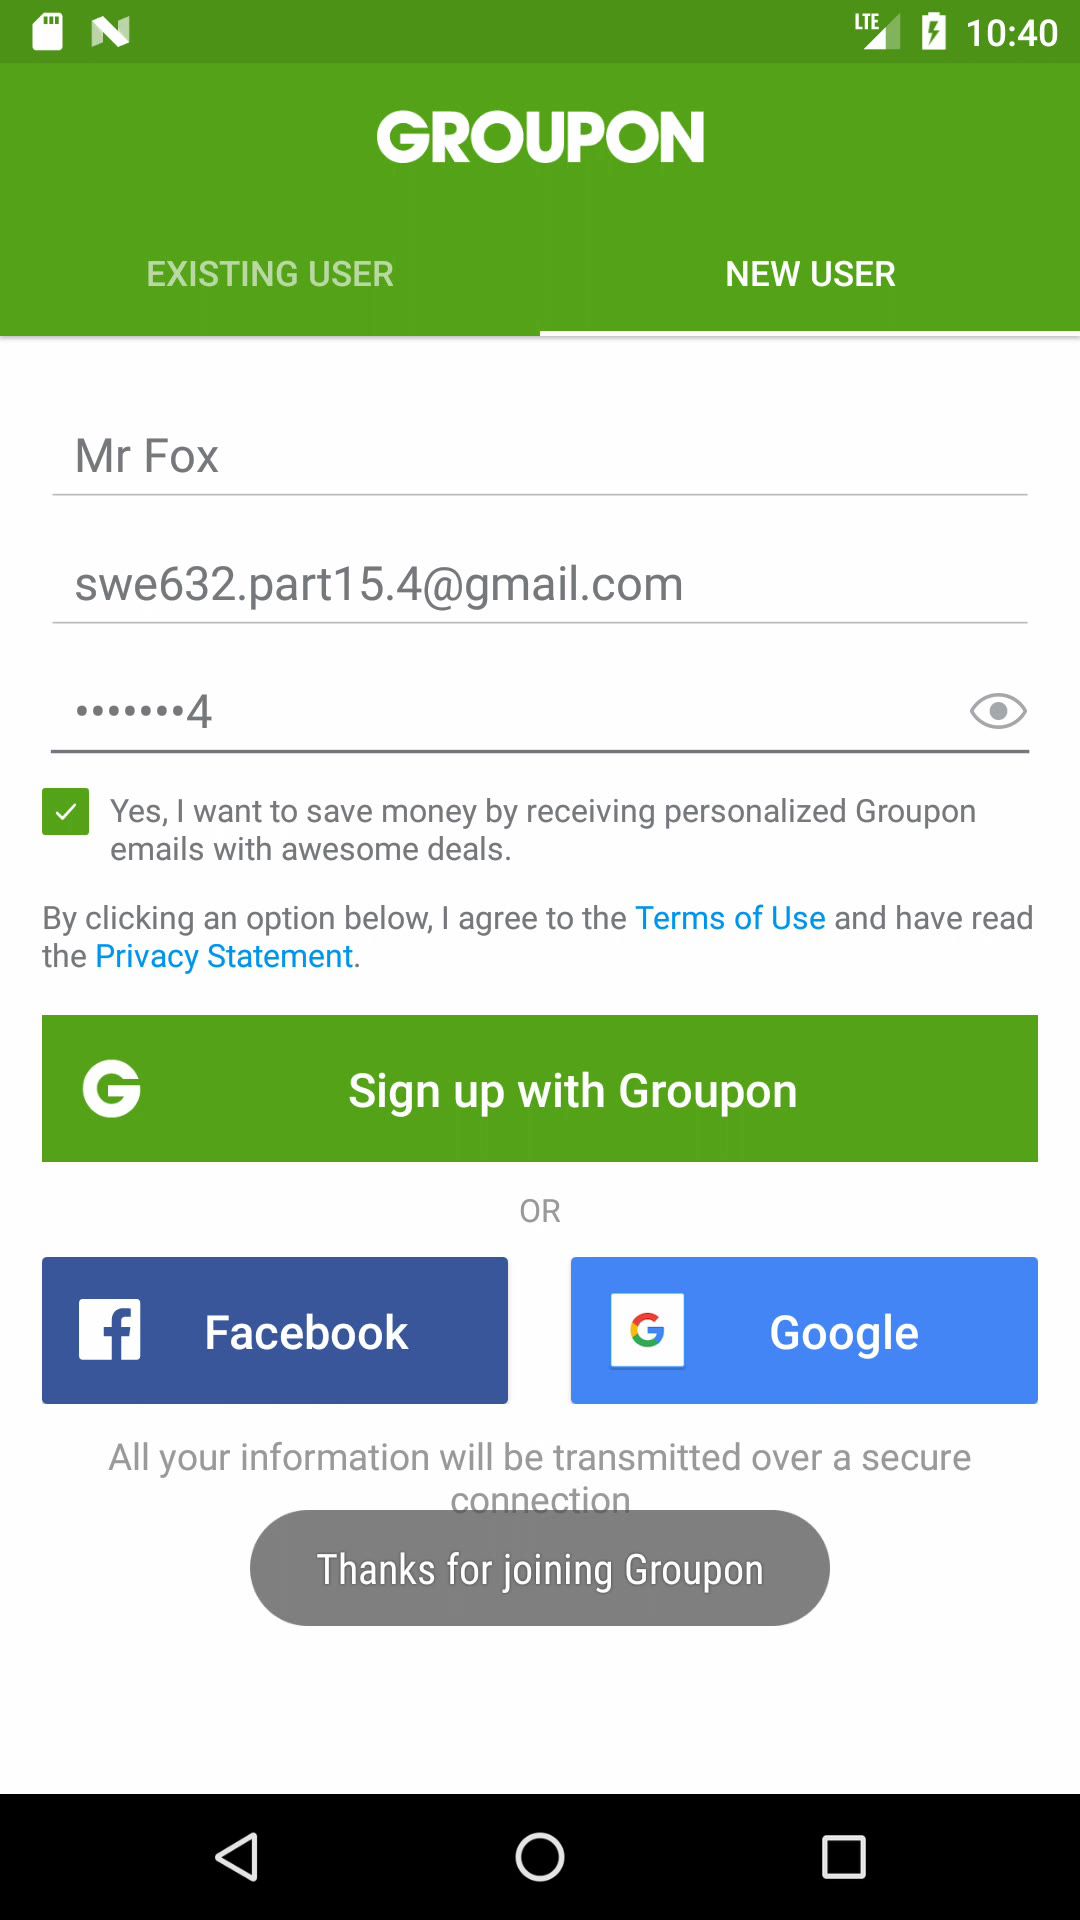 LTE 10:40
GROUPON
EXISTING USER NEW USER
Mr Fox
swe632.part15.4@gmail.com
•••••••4
Yes, I want to save money by receiving personalized Groupon
emails with awesome deals.
By clicking an option below, I agree to the Terms of Use and have read
the Privacy Statement.
G Sign up with Groupon
OR
f Facebook
G Google
All your information will be transmitted over a secure
connection
Thanks for joining Groupon